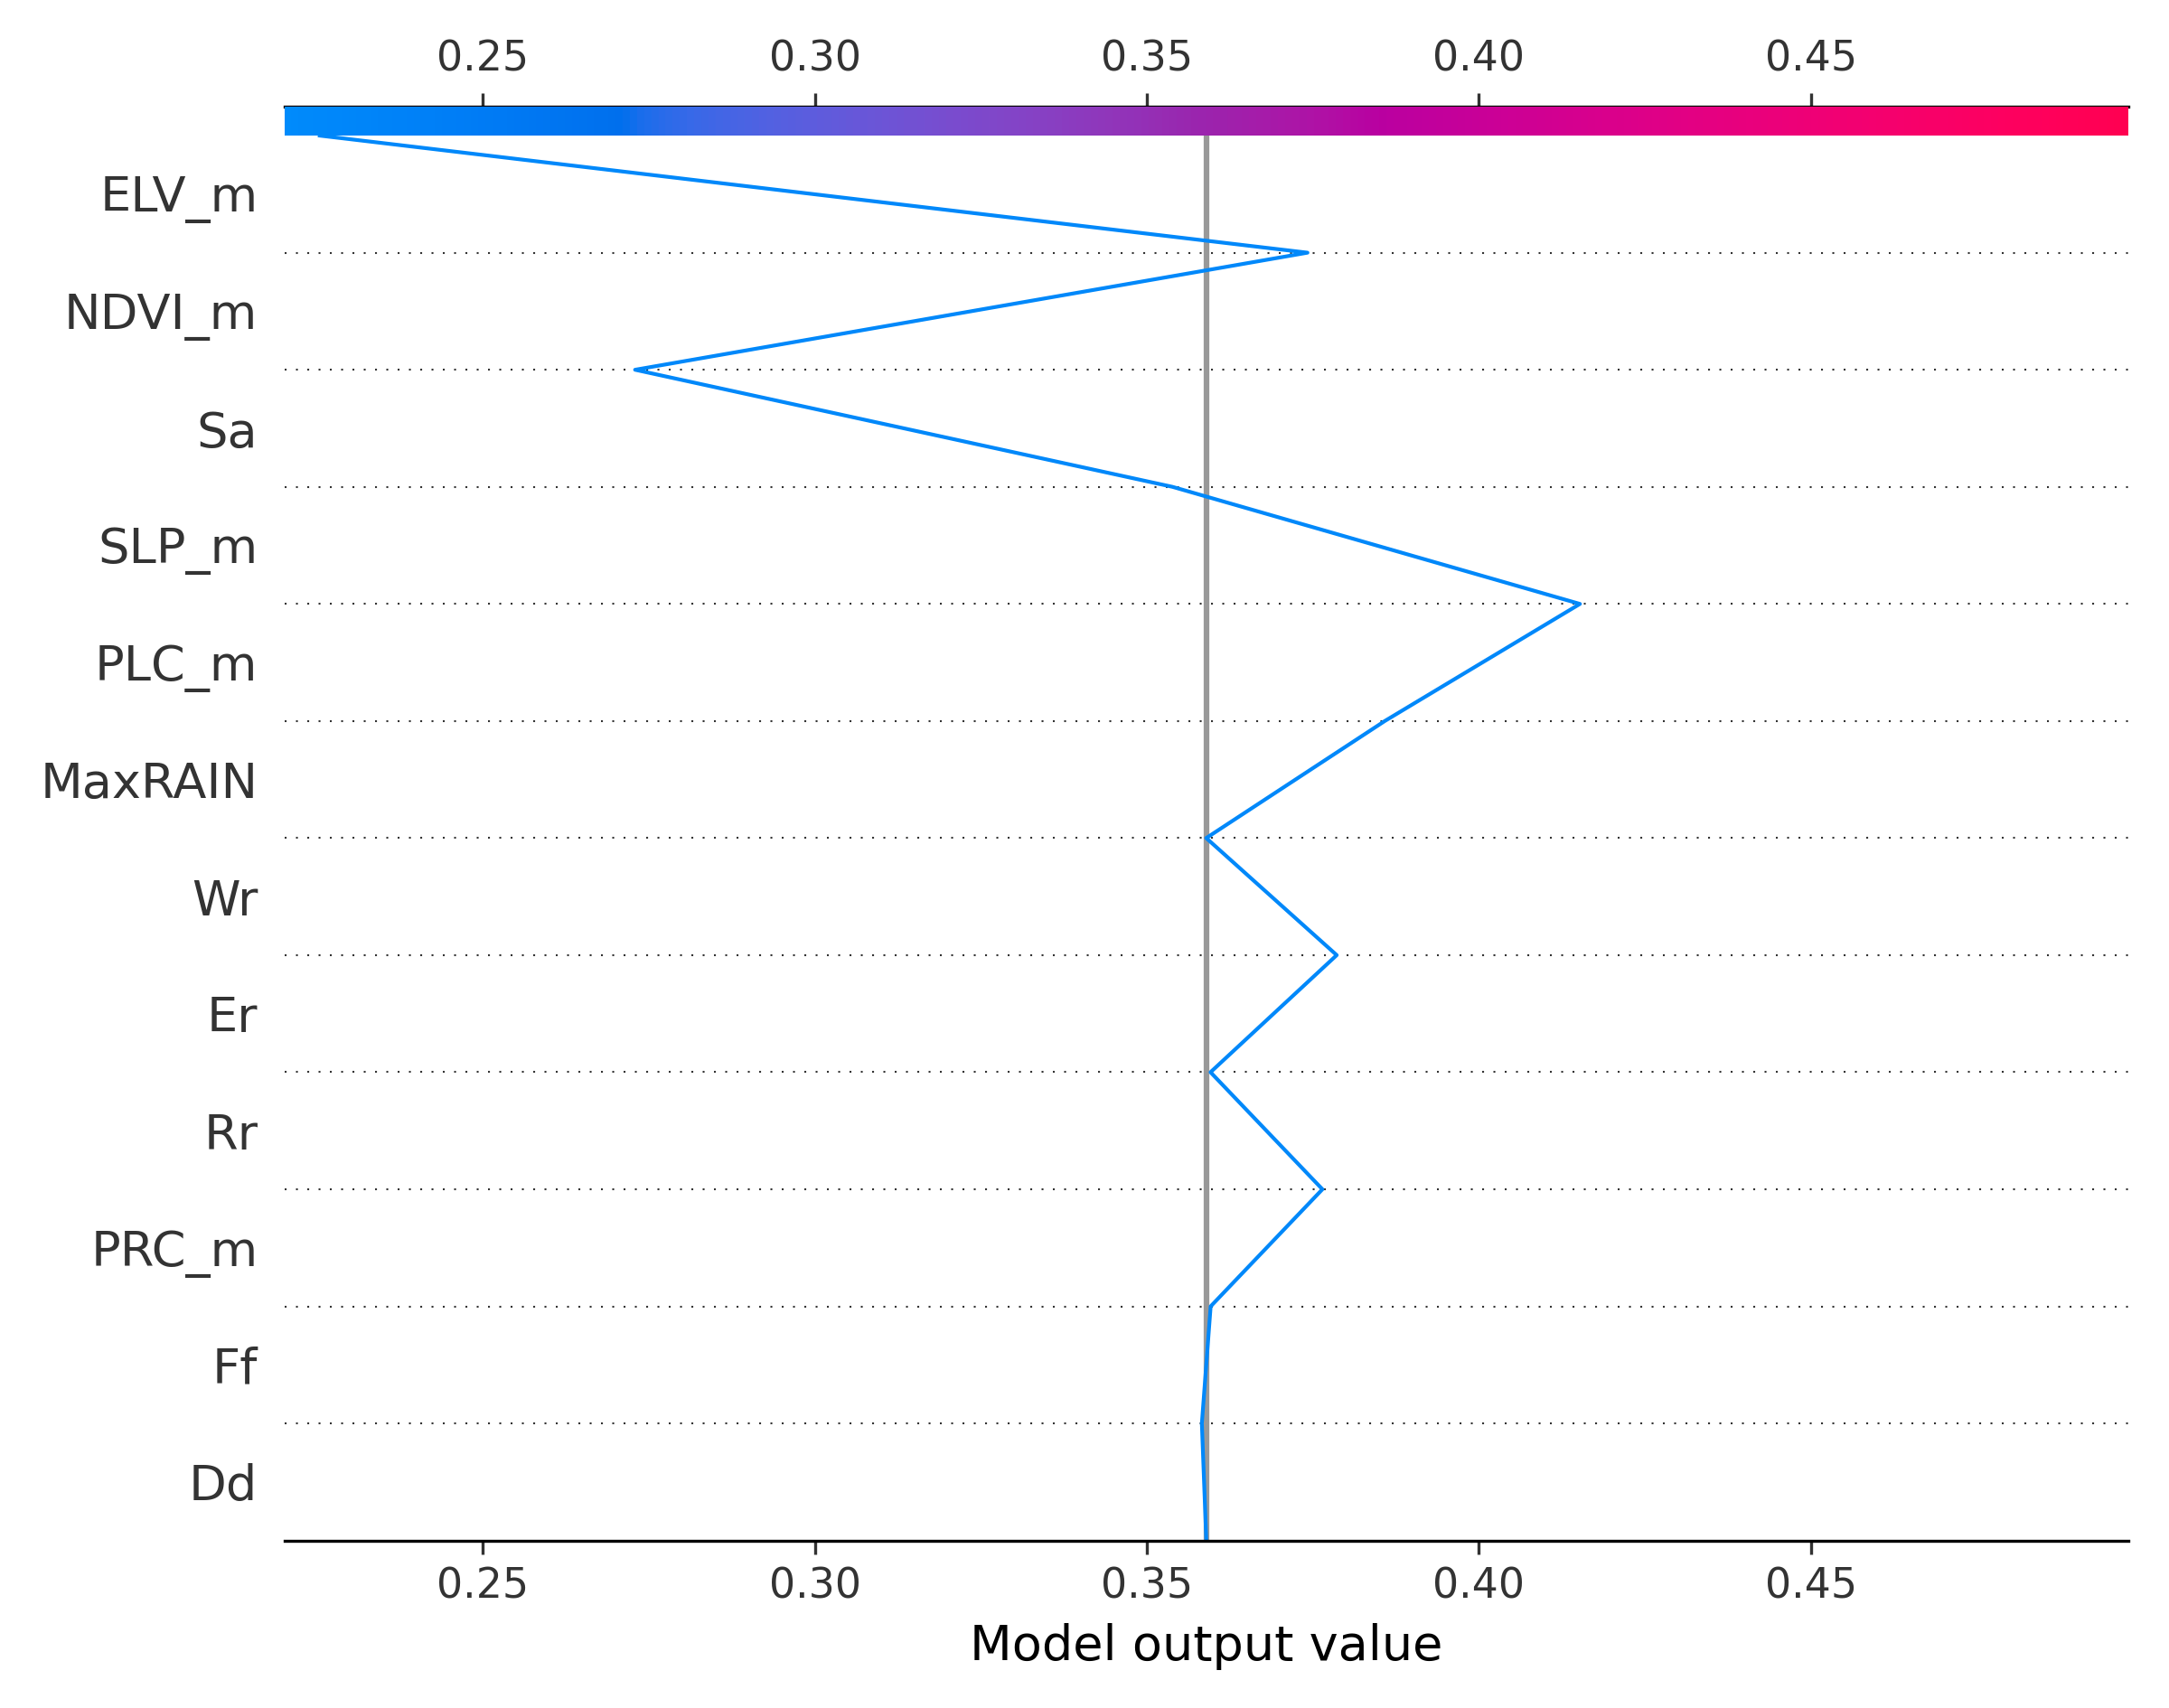 0.25 0.30 0.35 0.40 0.45
ELV_m
NDVI_m
Sa
SLP_m
PLC_m
MaxRAIN
Wr
Er
Rr
PRC_m
Ff
Dd
0.25 0.30 0.35 0.40 0.45
Model output value